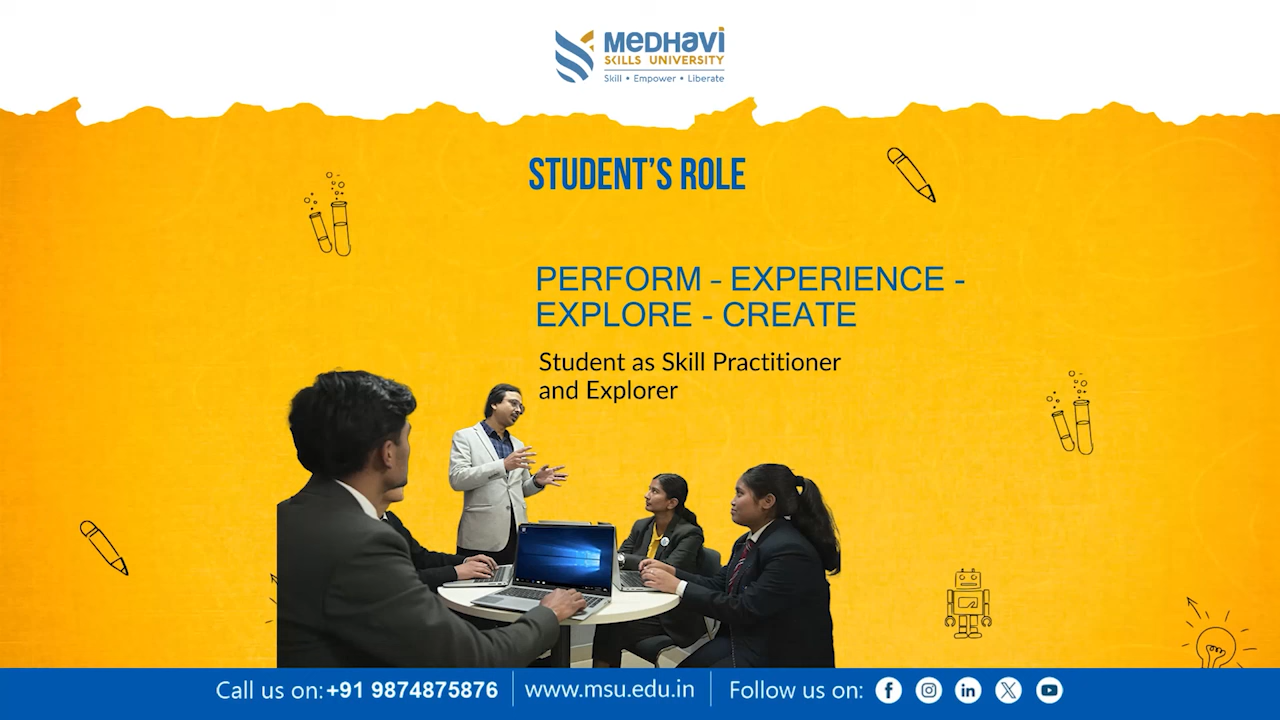 MEDHAVI
SKILLS UNIVERSITY
Skill • Empower • Liberate
STUDENT'S ROLE
PERFORM - EXPERIENCE -
EXPLORE - CREATE
Student as Skill Practitioner
and Explorer
Call us on: +91 9874875876 www.msu.edu.in Follow us on: